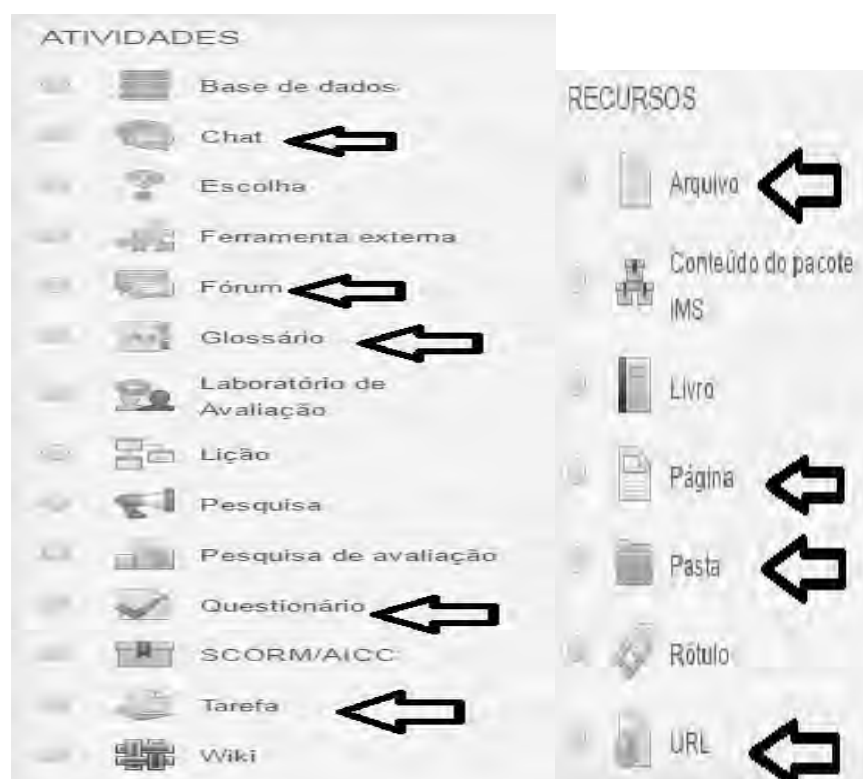 ATIVIDADES
Base de dados
Chat
Escolha
Ferramenta externa
Fórum
Glossário
Laboratório de
Avaliação
Lição
Pesquisa
Pesquisa de avaliação
Questionário
SCORM/AICC
Tarefa
Wiki
RECURSOS
Arquivo
Conteúdo do pacote
IMS
Livro
Página
Pasta
Rótulo
URL